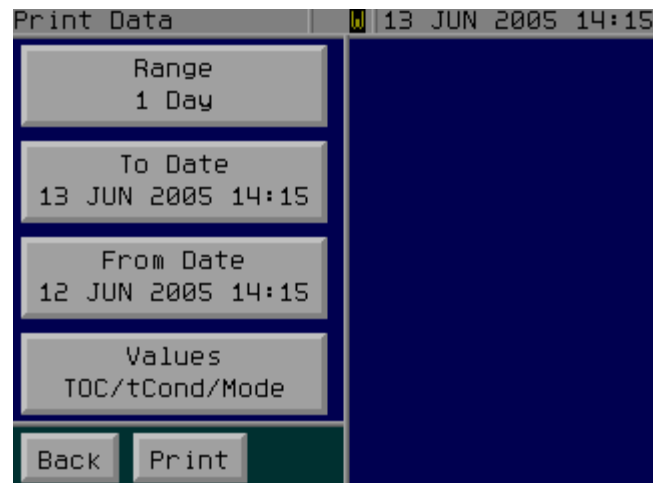 Print Data W 13 JUN 2005 14:15
Range
1 Day
To Date
13 JUN 2005 14:15
From Date
12 JUN 2005 14:15
Values
TOC/tCond/Mode
Back Print